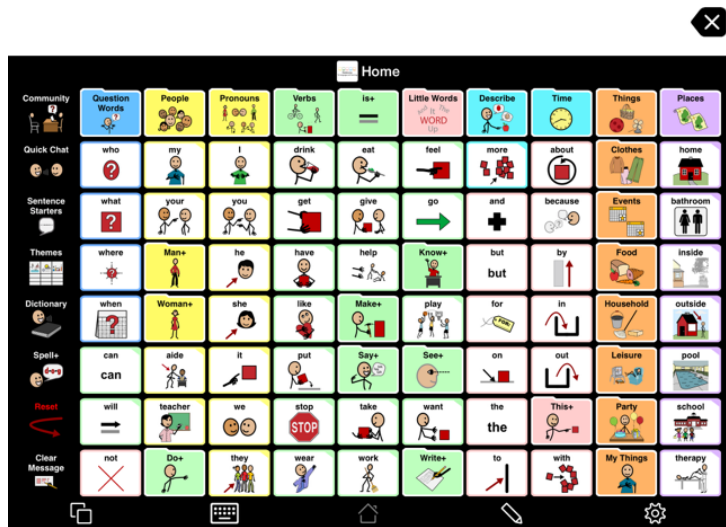 Home
Community Question Words People Pronouns Verbs is+ Little Words WORD Up Describe Time Things Places
Quick Chat who my I drink eat feel more about Clothes home
Sentence Starters what your you get give go and because Events bathroom
Themes where Man+ he have help Know+ but but by Food inside
Dictionary when Woman+ she like Make+ play for in Household outside
Spell+ can can aide it put Say+ See+ on out Leisure pool
Reset will teacher we stop STOP take want the the This+ Party school
Clear Message not Do+ they wear work Write+ to with My Things therapy